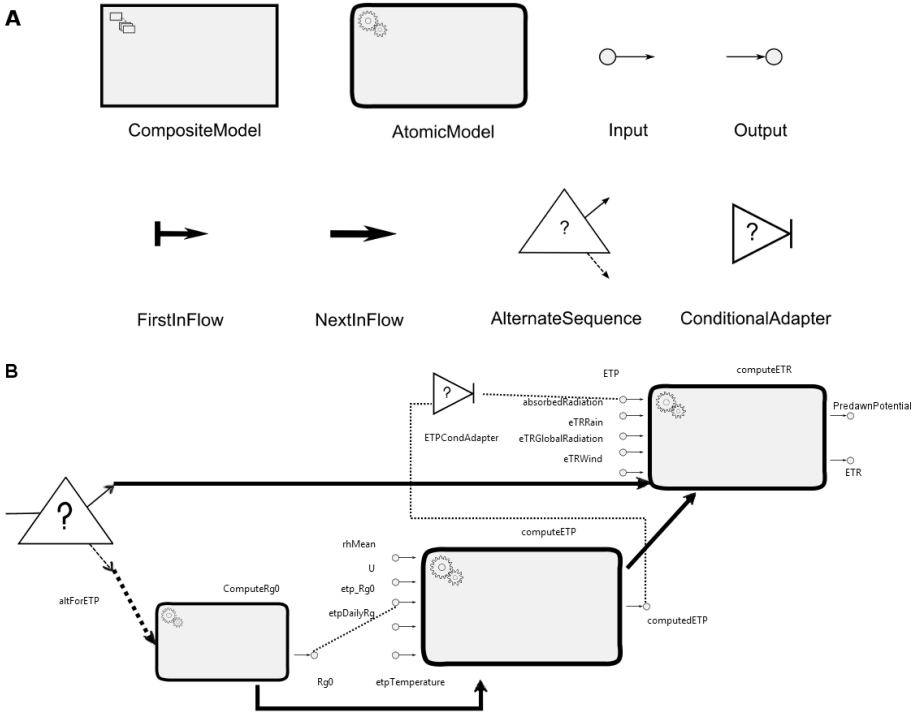 A
CompositeModel
AtomicModel
Input
Output
?
?
FirstInFlow
NextInFlow
AlternateSequence
ConditionalAdapter
B
ETP
computeETR
?
absorbedRadiation
PredawnPotential
eTRRain
ETPCondAdapter
eTRGlobalRadiation
eTRWind
ETR
?
computeETP
rhMean
U
altForETP
ComputeRg0
etp_Rg0
etpDailyRg
computedETP
Rg0
etpTemperature